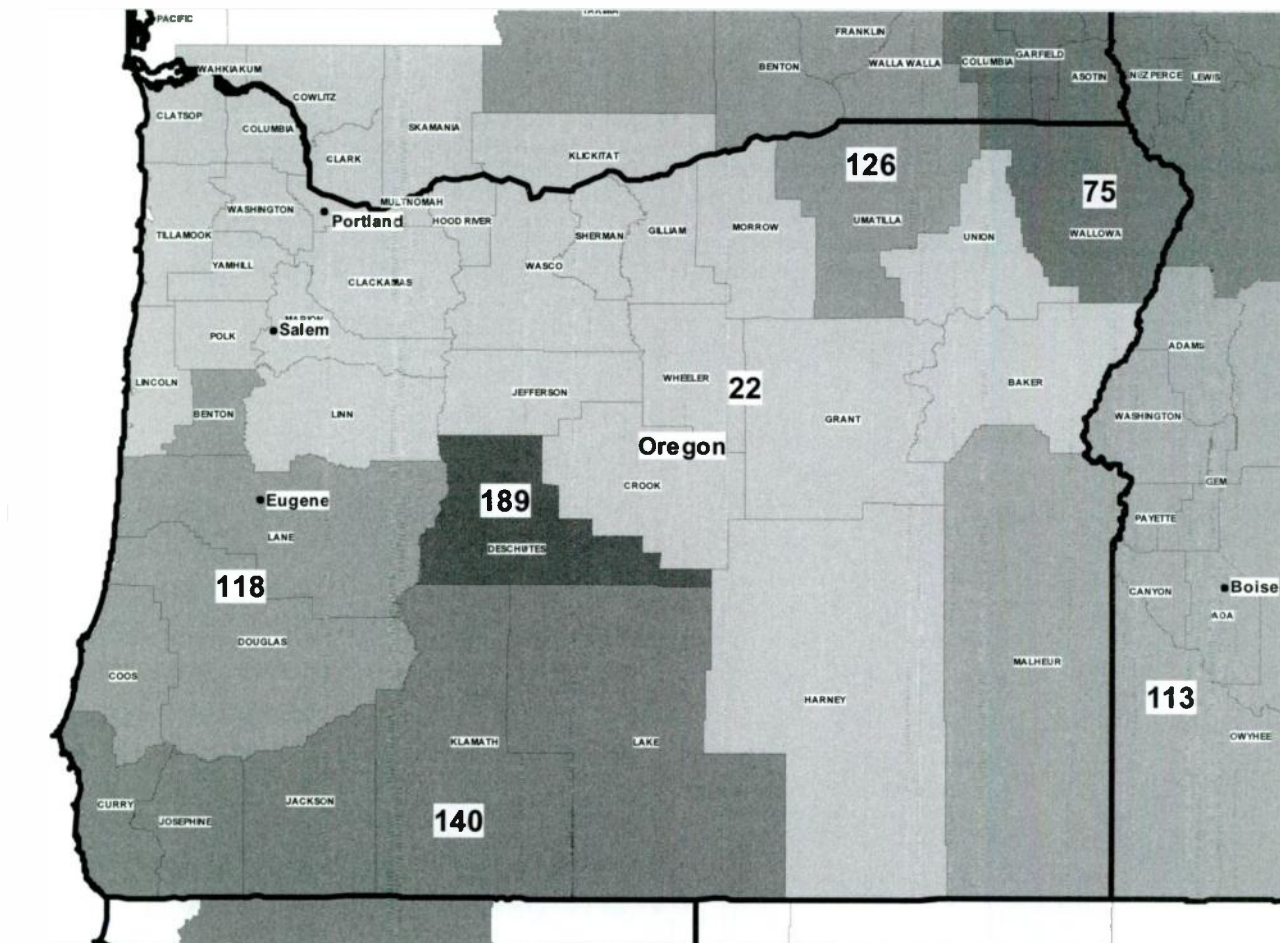 PACIFIC
YAKIMA
FRANKLIN
WAHKIAKUM
BENTON
WALLA WALLA
COLUMBIA
GARFIELD
ASOTIN
NEZ PERCE
LEWIS
COWLITZ
CLATSOP
COLUMBIA
SKAMANIA
CLARK
KLICKITAT
126
75
MULTNOMAH
WASHINGTON
Portland
HOOD RIVER
UMATILLA
TILLAMOOK
SHERMAN
GILLIAM
MORROW
UNION
WALLOWA
YAMHILL
WASCO
CLACKAMAS
MARION
Salem
POLK
ADAMS
LINCOLN
JEFFERSON
WHEELER
22
BAKER
BENTON
LINN
GRANT
WASHINGTON
Oregon
CROOK
GEM
189
Eugene
PAYETTE
LANE
DESCHUTES
118
CANYON
Boise
ADA
DOUGLAS
COOS
MALHEUR
HARNEY
113
KLAMATH
LAKE
OWYHEE
CURRY
JACKSON
JOSEPHINE
140